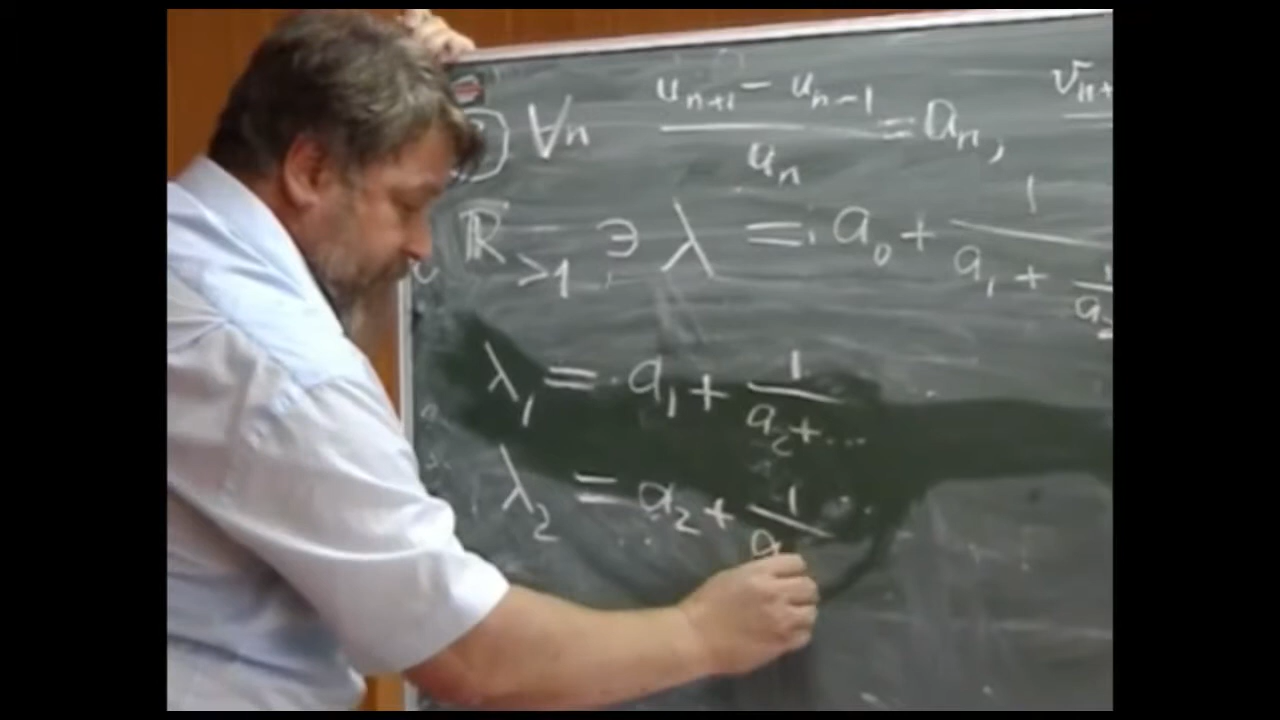 ∀n (u_{n+1} - u_{n-1})/u_n = a_n,
ℝ_{>1} ∋ λ = a_0 + 1/(a_1 + 1/a_2
λ_1 = a_1 + 1/(a_2 + ...
λ_2 = a_2 + 1/a